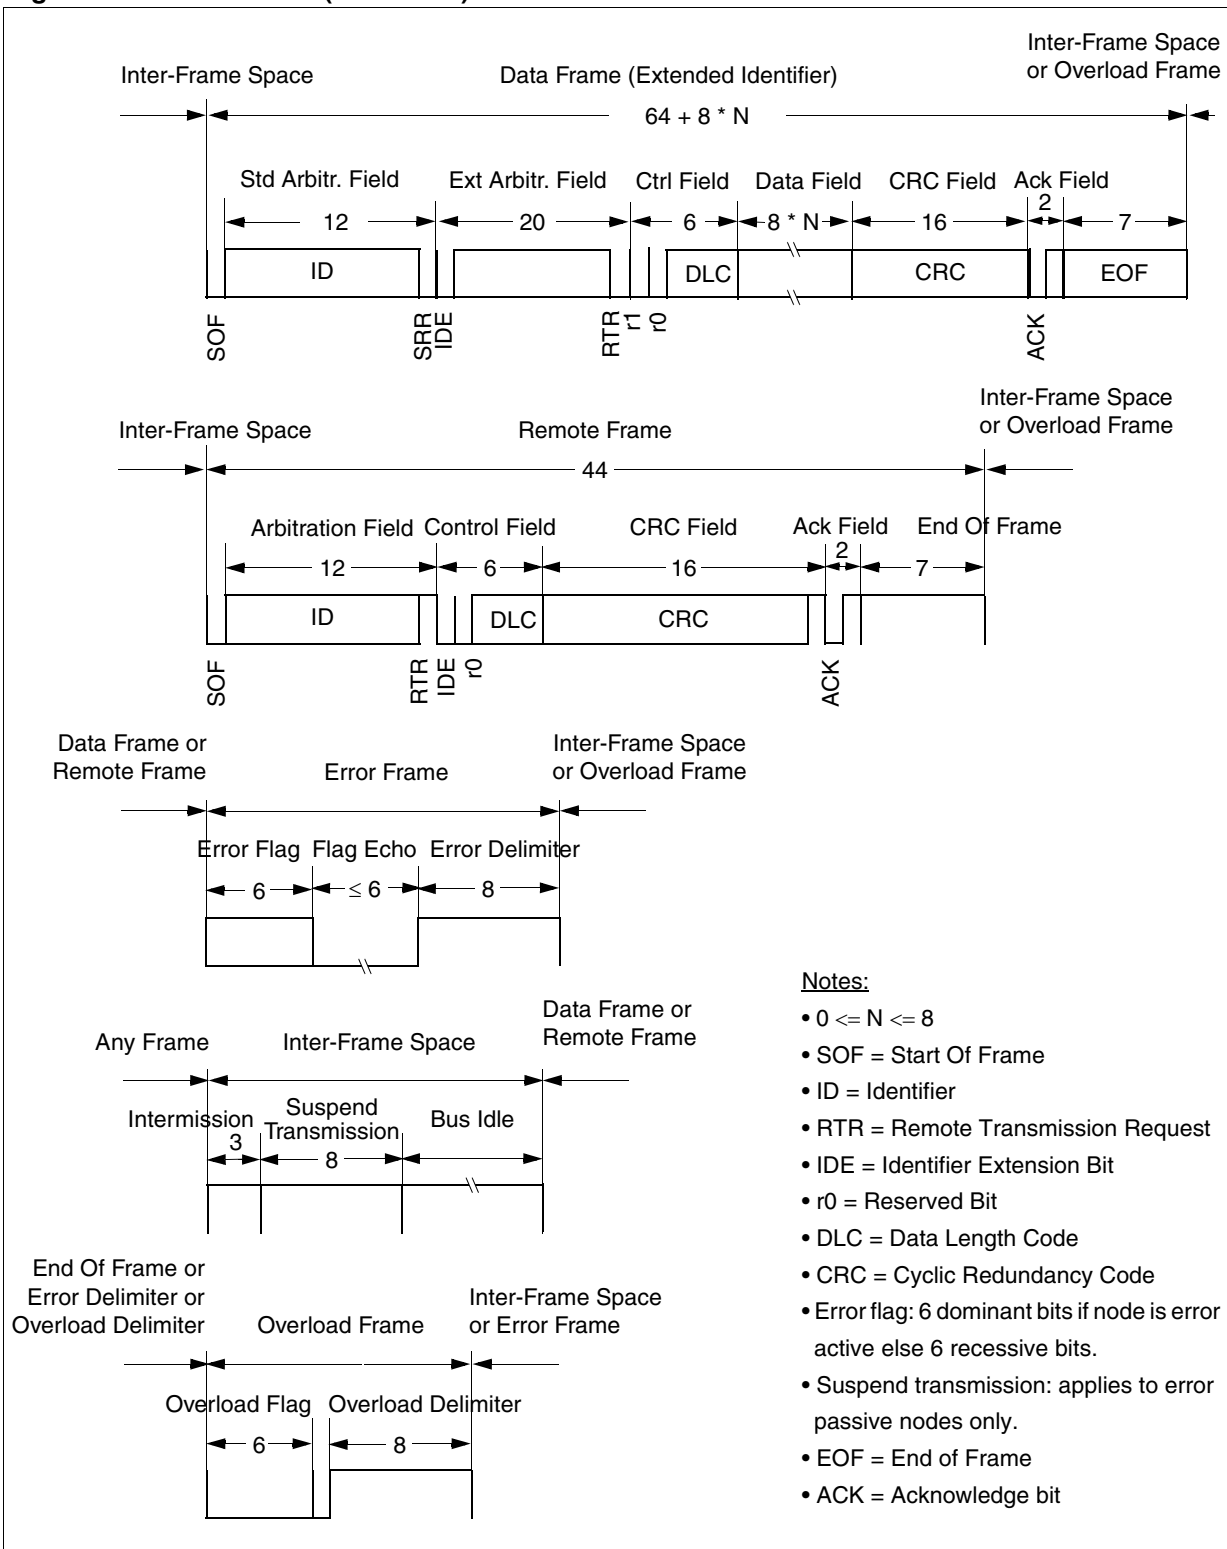 Inter-Frame Space
Data Frame (Extended Identifier)
Inter-Frame Space
or Overload Frame
64 + 8 * N
Std Arbitr. Field
Ext Arbitr. Field
Ctrl Field
Data Field
CRC Field
Ack Field
12
20
6
8 * N
16
2
7
ID
DLC
CRC
EOF
SOF
SRR
IDE
RTR
r1
r0
ACK
Inter-Frame Space
Remote Frame
Inter-Frame Space
or Overload Frame
44
Arbitration Field
Control Field
CRC Field
Ack Field
End Of Frame
12
6
16
2
7
ID
DLC
CRC
SOF
RTR
IDE
r0
ACK
Data Frame or
Remote Frame
Error Frame
Inter-Frame Space
or Overload Frame
Error Flag
Flag Echo
Error Delimiter
6
≤ 6
8
Any Frame
Inter-Frame Space
Data Frame or
Remote Frame
Intermission
Suspend
Transmission
Bus Idle
3
8
End Of Frame or
Error Delimiter or
Overload Delimiter
Overload Frame
Inter-Frame Space
or Error Frame
Overload Flag
Overload Delimiter
6
8
Notes:
• 0 <= N <= 8
• SOF = Start Of Frame
• ID = Identifier
• RTR = Remote Transmission Request
• IDE = Identifier Extension Bit
• r0 = Reserved Bit
• DLC = Data Length Code
• CRC = Cyclic Redundancy Code
• Error flag: 6 dominant bits if node is error
active else 6 recessive bits.
• Suspend transmission: applies to error
passive nodes only.
• EOF = End of Frame
• ACK = Acknowledge bit